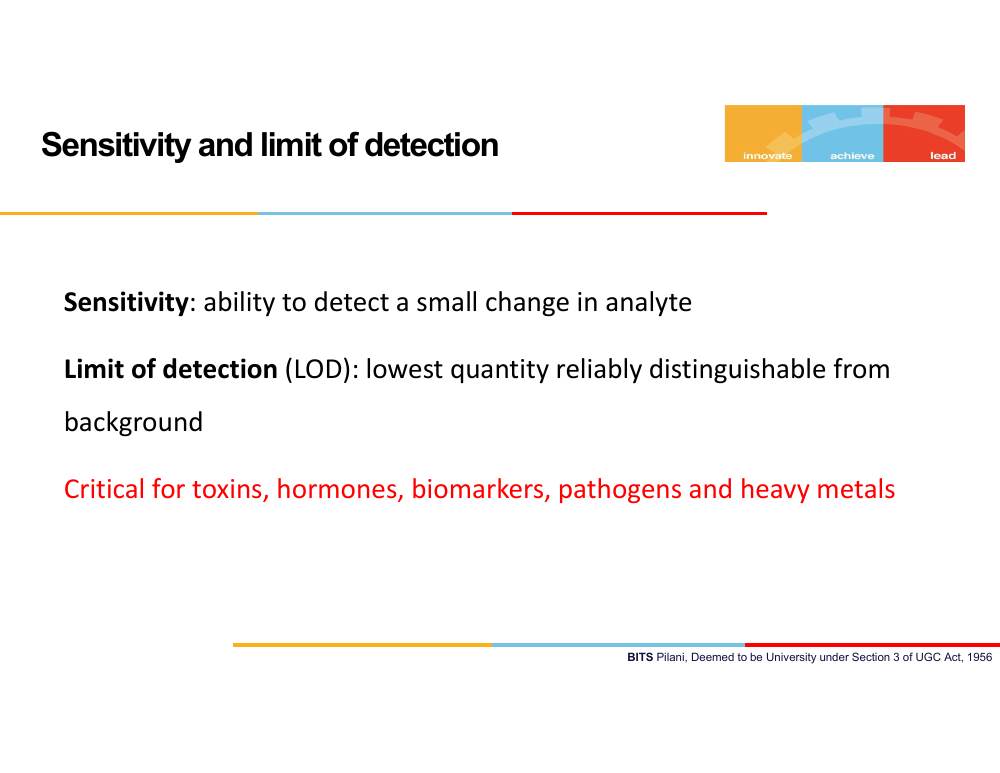 Sensitivity and limit of detection
innovate achieve lead
Sensitivity: ability to detect a small change in analyte
Limit of detection (LOD): lowest quantity reliably distinguishable from
background
Critical for toxins, hormones, biomarkers, pathogens and heavy metals
BITS Pilani, Deemed to be University under Section 3 of UGC Act, 1956